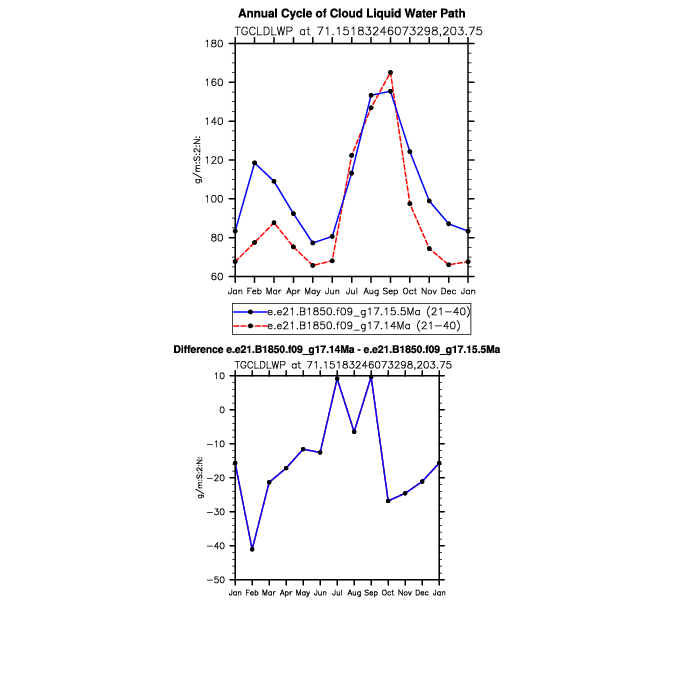 Annual Cycle of Cloud Liquid Water Path
TGCLDLWP at 71.15183246073298,203.75
180
160
140
120
100
80
60
g/m:S:2:N:
Jan Feb Mar Apr May Jun Jul Aug Sep Oct Nov Dec Jan
e.e21.B1850.f09_g17.15.5Ma (21-40)
e.e21.B1850.f09_g17.14Ma (21-40)
Difference e.e21.B1850.f09_g17.14Ma - e.e21.B1850.f09_g17.15.5Ma
TGCLDLWP at 71.15183246073298,203.75
10
0
-10
-20
-30
-40
-50
g/m:S:2:N:
Jan Feb Mar Apr May Jun Jul Aug Sep Oct Nov Dec Jan